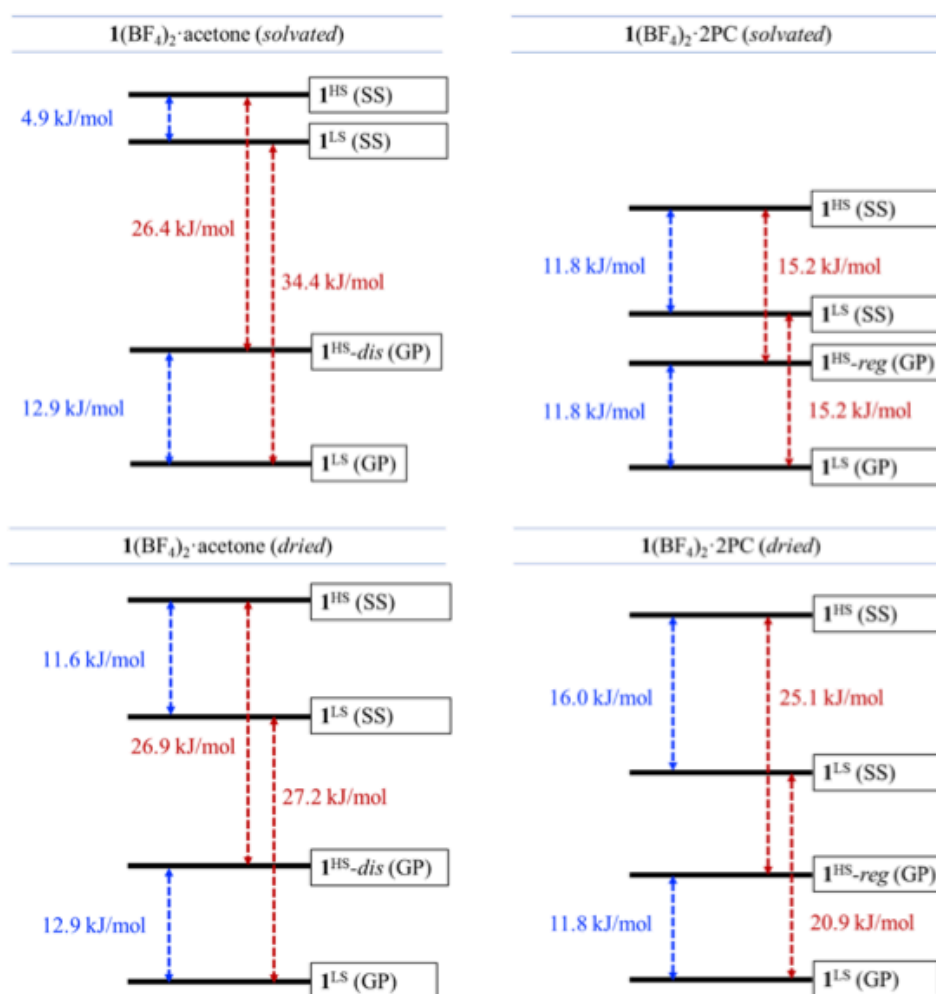 1(BF₄)₂·acetone (solvated)
1ᴴˢ (SS)
4.9 kJ/mol
1ᴸˢ (SS)
26.4 kJ/mol
34.4 kJ/mol
1ᴴˢ-dis (GP)
12.9 kJ/mol
1ᴸˢ (GP)
1(BF₄)₂·2PC (solvated)
1ᴴˢ (SS)
11.8 kJ/mol
15.2 kJ/mol
1ᴸˢ (SS)
1ᴴˢ-reg (GP)
11.8 kJ/mol
15.2 kJ/mol
1ᴸˢ (GP)
1(BF₄)₂·acetone (dried)
1ᴴˢ (SS)
11.6 kJ/mol
1ᴸˢ (SS)
26.9 kJ/mol
27.2 kJ/mol
1ᴴˢ-dis (GP)
12.9 kJ/mol
1ᴸˢ (GP)
1(BF₄)₂·2PC (dried)
1ᴴˢ (SS)
16.0 kJ/mol
25.1 kJ/mol
1ᴸˢ (SS)
1ᴴˢ-reg (GP)
11.8 kJ/mol
20.9 kJ/mol
1ᴸˢ (GP)